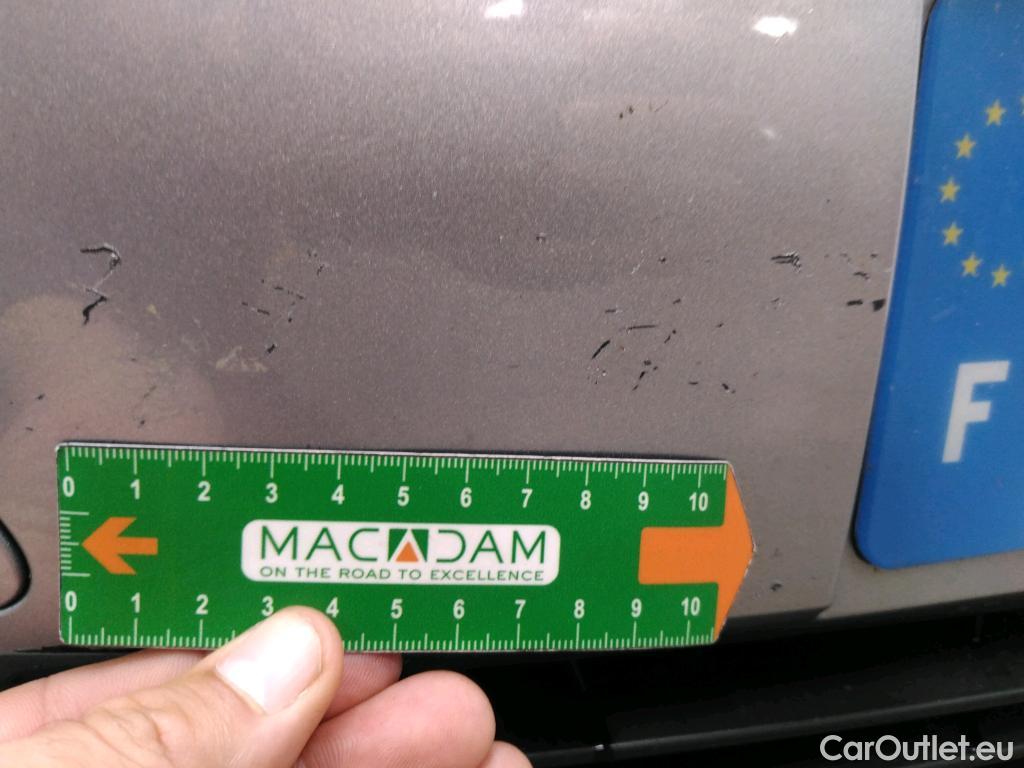 F
0 1 2 3 4 5 6 7 8 9 10
MACADAM
ON THE ROAD TO EXCELLENCE
0 1 2 3 4 5 6 7 8 9 10
CarOutlet.eu